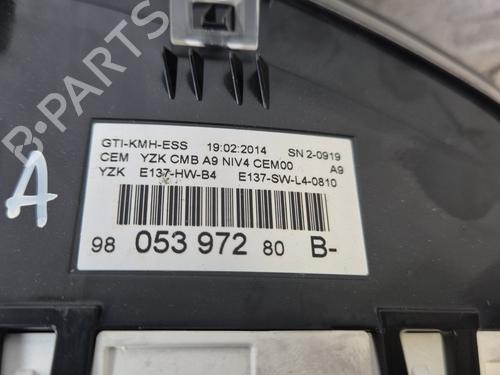 GTI-KMH-ESS 19:02:2014 SN 2-0919
CEM YZK CMB A9 NIV4 CEM00 A9
YZK E137-HW-B4 E137-SW-L4-0810
98 053 972 80 B-
A
B-PARTS